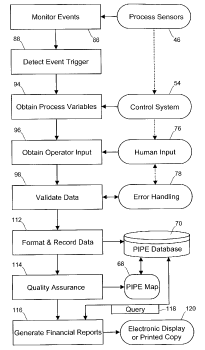 Monitor Events
Process Sensors
88
86
46
Detect Event Trigger
94
54
Obtain Process Variables
Control System
96
76
Obtain Operator Input
Human Input
98
78
Validate Data
Error Handling
112
70
Format & Record Data
PIPE Database
114
68
Quality Assurance
PIPE Map
116
Query
118
120
Generate Financial Reports
Electronic Display
or Printed Copy